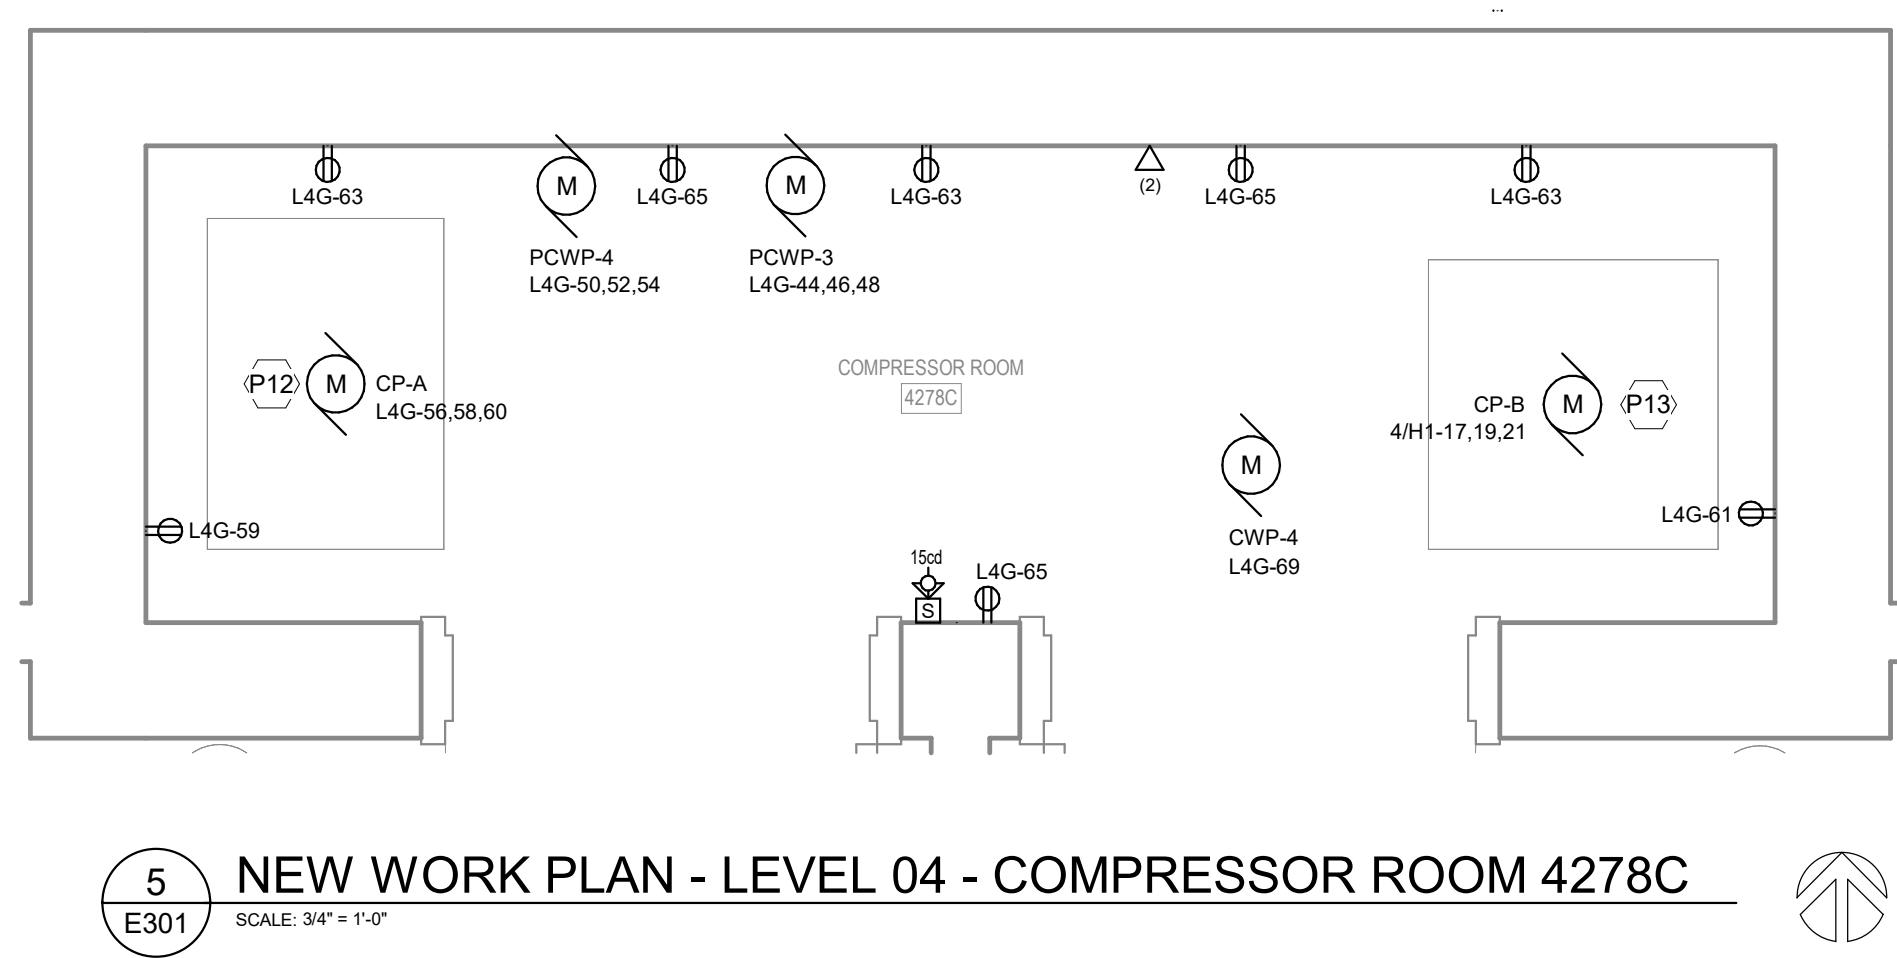 L4G-63
L4G-65
L4G-63
L4G-65
L4G-63
M
M
(2)
PCWP-4
L4G-50,52,54
PCWP-3
L4G-44,46,48
COMPRESSOR ROOM
4278C
P12
M
CP-A
L4G-56,58,60
CP-B
4/H1-17,19,21
M
P13
M
CWP-4
L4G-69
L4G-59
L4G-61
15cd
S
L4G-65
5
E301
NEW WORK PLAN - LEVEL 04 - COMPRESSOR ROOM 4278C
SCALE: 3/4" = 1'-0"